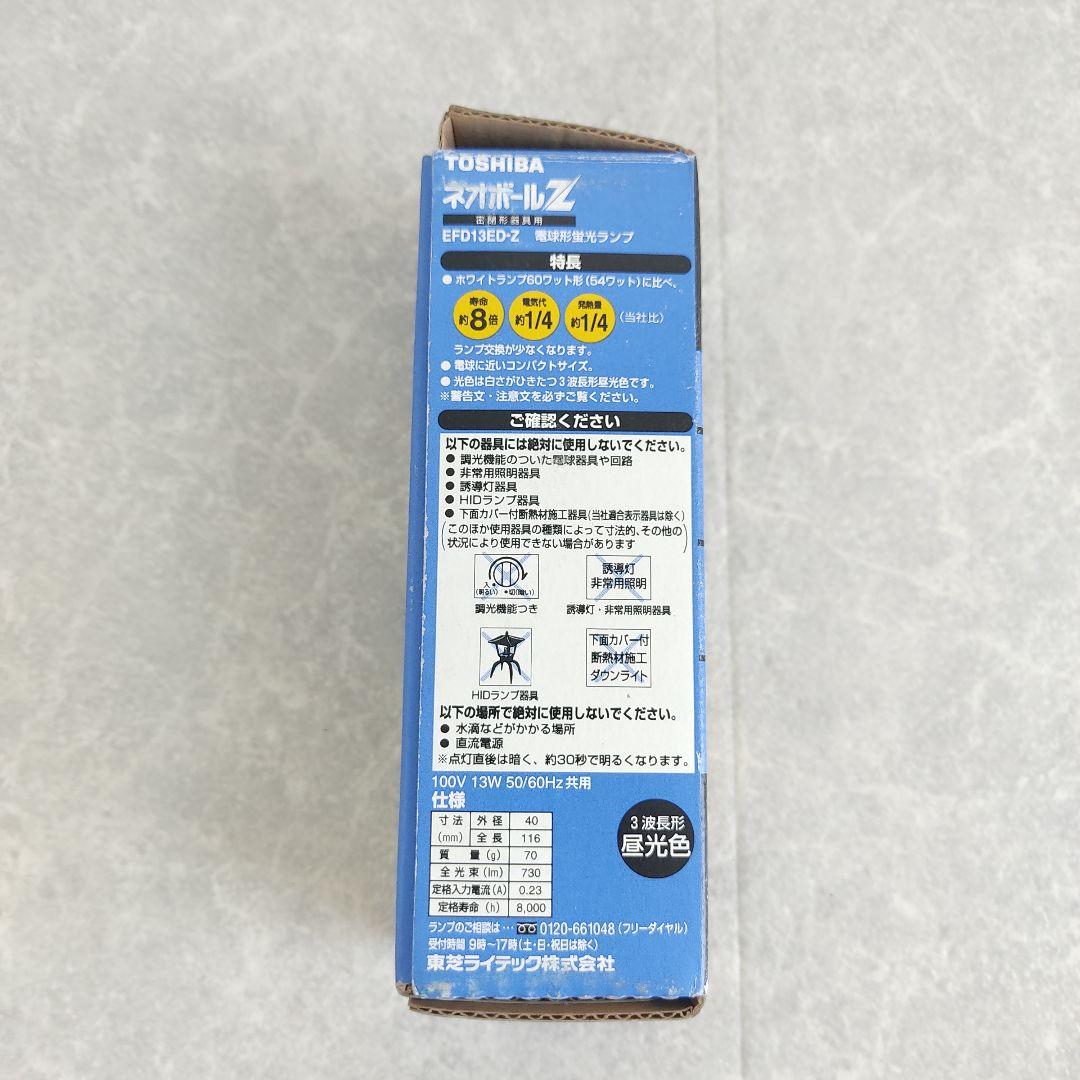 TOSHIBA
ネオボールZ
密閉形器具用
EFD13ED-Z 電球形蛍光ランプ
特長
● ホワイトランプ60ワット形(54ワット)に比べ、
寿命 約8倍 電気代 約1/4 発熱量 約1/4 (当社比)
ランプ交換が少なくなります。
● 電球に近いコンパクトサイズ。
● 光色は白さがひきたつ3波長形昼光色です。
※警告文・注意文を必ずご覧ください。
ご確認ください
以下の器具には絶対に使用しないでください。
● 調光機能のついた電球器具や回路
● 非常用照明器具
● 誘導灯器具
● HIDランプ器具
● 下面カバー付断熱材施工器具(当社適合表示器具は除く)
(このほか使用器具の種類によって寸法的、その他の
状況により使用できない場合があります)
入 (明るい) 切(暗い)
調光機能つき
誘導灯
非常用照明
誘導灯・非常用照明器具
HIDランプ器具
下面カバー付
断熱材施工
ダウンライト
以下の場所で絶対に使用しないでください。
● 水滴などがかかる場所
● 直流電源
※点灯直後は暗く、約30秒で明るくなります。
100V 13W 50/60Hz共用
仕様
寸法 (mm) 外径 40
全長 116
質量(g) 70
全光束(lm) 730
定格入力電流(A) 0.23
定格寿命(h) 8,000
3波長形
昼光色
ランプのご相談は… 0120-661048(フリーダイヤル)
受付時間 9時〜17時(土・日・祝日は除く)
東芝ライテック株式会社